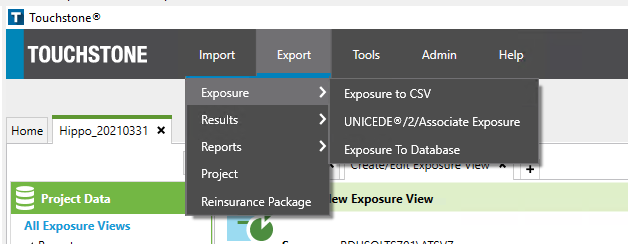 Touchstone®
TOUCHSTONE
Import
Export
Tools
Admin
Help
Exposure
Results
Reports
Project
Reinsurance Package
Exposure to CSV
UNICEDE®/2/Associate Exposure
Exposure To Database
Home
Hippo_20210331
Create/Edit Exposure View
Project Data
ew Exposure View
All Exposure Views